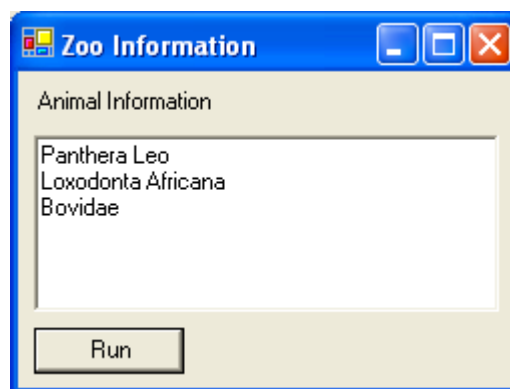 Zoo Information
Animal Information
Panthera Leo
Loxodonta Africana
Bovidae
Run